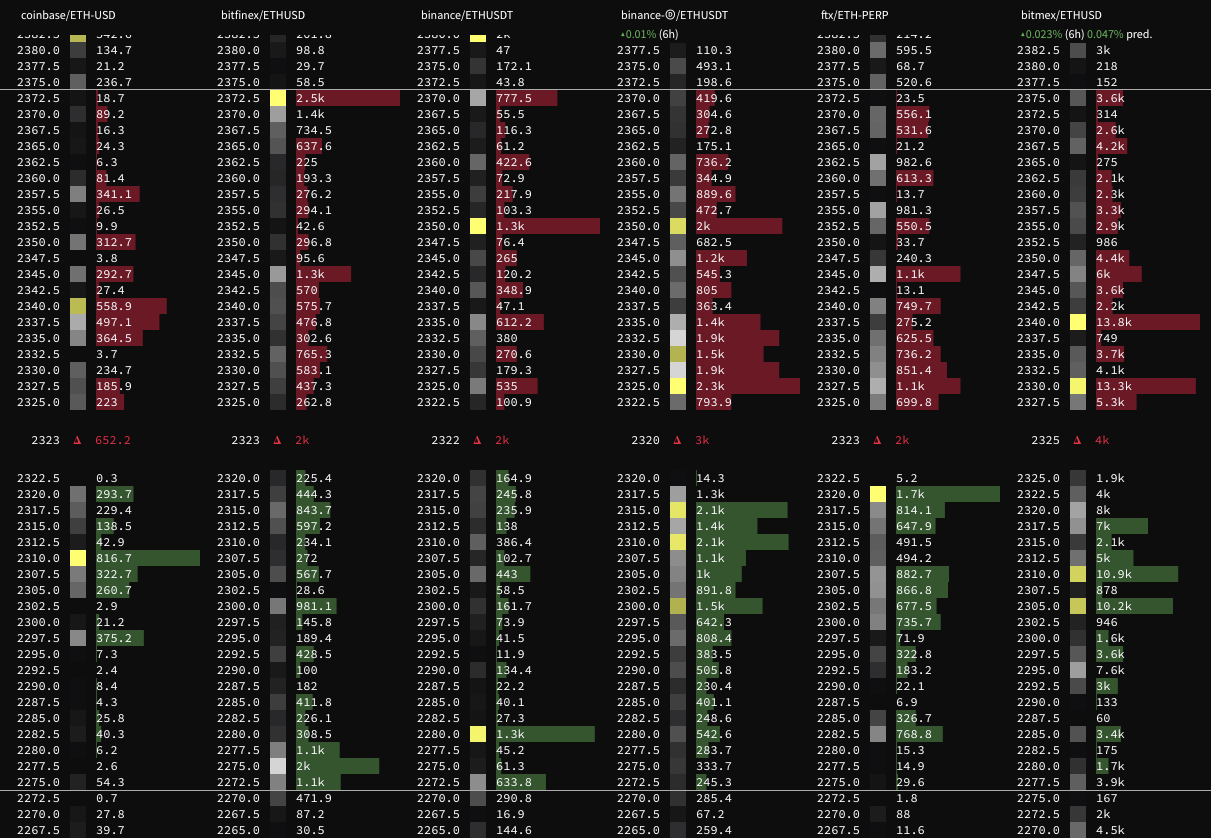 coinbase/ETH-USD bitfinex/ETHUSD binance/ETHUSDT binance-⦾/ETHUSDT ftx/ETH-PERP bitmex/ETHUSD
▲0.01% (6h) ▲0.023% (6h) 0.047% pred.
2380.0 134.7 2380.0 98.8 2377.5 47 2377.5 110.3 2380.0 595.5 2382.5 3k
2377.5 21.2 2377.5 29.7 2375.0 172.1 2375.0 493.1 2377.5 68.7 2380.0 218
2375.0 236.7 2375.0 58.5 2372.5 43.8 2372.5 198.6 2375.0 520.6 2377.5 152
2372.5 18.7 2372.5 2.5k 2370.0 777.5 2370.0 419.6 2372.5 23.5 2375.0 3.6k
2370.0 89.2 2370.0 1.4k 2367.5 55.5 2367.5 304.6 2370.0 556.1 2372.5 314
2367.5 16.3 2367.5 734.5 2365.0 116.3 2365.0 272.8 2367.5 531.6 2370.0 2.6k
2365.0 24.3 2365.0 637.6 2362.5 61.2 2362.5 175.1 2365.0 21.2 2367.5 4.2k
2362.5 6.3 2362.5 225 2360.0 422.6 2360.0 736.2 2362.5 982.6 2365.0 275
2360.0 81.4 2360.0 193.3 2357.5 72.9 2357.5 344.9 2360.0 613.3 2362.5 2.1k
2357.5 341.1 2357.5 276.2 2355.0 217.9 2355.0 889.6 2357.5 13.7 2360.0 2.3k
2355.0 26.5 2355.0 294.1 2352.5 103.3 2352.5 472.7 2355.0 981.3 2357.5 3.3k
2352.5 9.9 2352.5 42.6 2350.0 1.3k 2350.0 2k 2352.5 550.5 2355.0 2.9k
2350.0 312.7 2350.0 296.8 2347.5 76.4 2347.5 682.5 2350.0 33.7 2352.5 986
2347.5 3.8 2347.5 95.6 2345.0 265 2345.0 1.2k 2347.5 240.3 2350.0 4.4k
2345.0 292.7 2345.0 1.3k 2342.5 120.2 2342.5 545.3 2345.0 1.1k 2347.5 6k
2342.5 27.4 2342.5 570 2340.0 348.9 2340.0 805 2342.5 13.1 2345.0 3.6k
2340.0 558.9 2340.0 575.7 2337.5 47.1 2337.5 363.4 2340.0 749.7 2342.5 2.2k
2337.5 497.1 2337.5 476.8 2335.0 612.2 2335.0 1.4k 2337.5 275.2 2340.0 13.8k
2335.0 364.5 2335.0 302.6 2332.5 380 2332.5 1.9k 2335.0 625.5 2337.5 749
2332.5 3.7 2332.5 765.3 2330.0 270.6 2330.0 1.5k 2332.5 736.2 2335.0 3.7k
2330.0 234.7 2330.0 583.1 2327.5 179.3 2327.5 1.9k 2330.0 851.4 2332.5 4.1k
2327.5 185.9 2327.5 437.3 2325.0 535 2325.0 2.3k 2327.5 1.1k 2330.0 13.3k
2325.0 223 2325.0 262.8 2322.5 100.9 2322.5 793.9 2325.0 699.8 2327.5 5.3k
2323 Δ 652.2 2323 Δ 2k 2322 Δ 2k 2320 Δ 3k 2323 Δ 2k 2325 Δ 4k
2322.5 0.3 2320.0 225.4 2320.0 164.9 2320.0 14.3 2322.5 5.2 2325.0 1.9k
2320.0 293.7 2317.5 444.3 2317.5 245.8 2317.5 1.3k 2320.0 1.7k 2322.5 4k
2317.5 229.4 2315.0 843.7 2315.0 235.9 2315.0 2.1k 2317.5 814.1 2320.0 8k
2315.0 138.5 2312.5 597.2 2312.5 138 2312.5 1.4k 2315.0 647.9 2317.5 7k
2312.5 42.9 2310.0 234.1 2310.0 386.4 2310.0 2.1k 2312.5 491.5 2315.0 2.1k
2310.0 816.7 2307.5 272 2307.5 102.7 2307.5 1.1k 2310.0 494.2 2312.5 5k
2307.5 322.7 2305.0 567.7 2305.0 443 2305.0 1k 2307.5 882.7 2310.0 10.9k
2305.0 260.7 2302.5 28.6 2302.5 58.5 2302.5 891.8 2305.0 866.8 2307.5 878
2302.5 2.9 2300.0 981.1 2300.0 161.7 2300.0 1.5k 2302.5 677.5 2305.0 10.2k
2300.0 21.2 2297.5 145.8 2297.5 73.9 2297.5 642.3 2300.0 735.7 2302.5 946
2297.5 375.2 2295.0 189.4 2295.0 41.5 2295.0 808.4 2297.5 71.9 2300.0 1.6k
2295.0 7.3 2292.5 428.5 2292.5 11.9 2292.5 383.5 2295.0 322.8 2297.5 3.6k
2292.5 2.4 2290.0 100 2290.0 134.4 2290.0 505.8 2292.5 183.2 2295.0 7.6k
2290.0 8.4 2287.5 182 2287.5 22.2 2287.5 230.4 2290.0 22.1 2292.5 3k
2287.5 4.3 2285.0 411.8 2285.0 40.1 2285.0 401.1 2287.5 6.9 2290.0 133
2285.0 25.8 2282.5 226.1 2282.5 27.3 2282.5 248.6 2285.0 326.7 2287.5 60
2282.5 40.3 2280.0 308.5 2280.0 1.3k 2280.0 542.6 2282.5 768.8 2285.0 3.4k
2280.0 6.2 2277.5 1.1k 2277.5 45.2 2277.5 283.7 2280.0 15.3 2282.5 175
2277.5 2.6 2275.0 2k 2275.0 61.3 2275.0 333.7 2277.5 14.9 2280.0 1.7k
2275.0 54.3 2272.5 1.1k 2272.5 633.8 2272.5 245.3 2275.0 29.6 2277.5 3.9k
2272.5 0.7 2270.0 471.9 2270.0 290.8 2270.0 285.4 2272.5 1.8 2275.0 167
2270.0 27.8 2267.5 87.2 2267.5 16.9 2267.5 67.2 2270.0 88 2272.5 110
2267.5 39.7 2265.0 30.5 2265.0 144.6 2265.0 259.4 2267.5 11.6 2270.0 4.5k